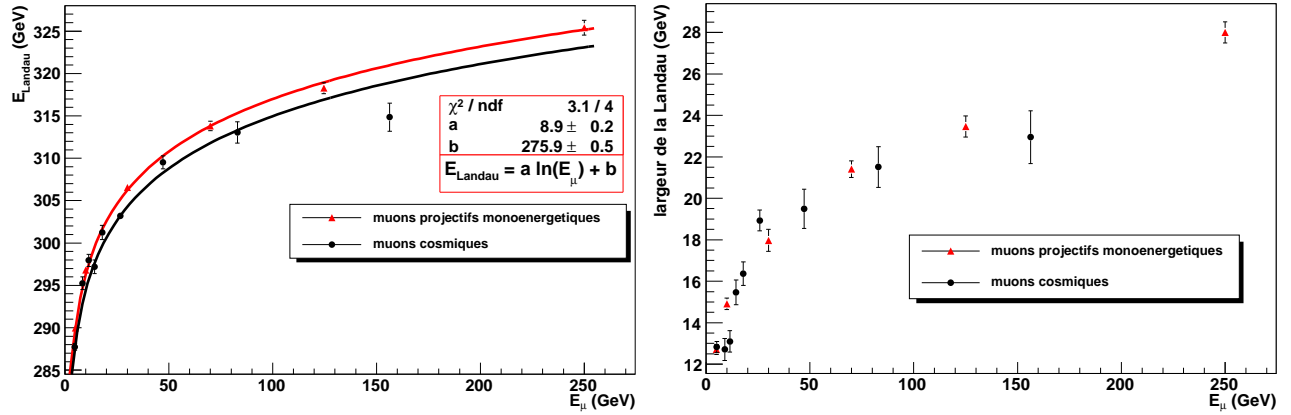 E_Landau (GeV)
325
320
315
310
305
300
295
290
285
0 50 100 150 200 250
E_μ (GeV)
χ² / ndf 3.1 / 4
a 8.9 ± 0.2
b 275.9 ± 0.5
E_Landau = a ln(E_μ) + b
muons projectifs monoenergetiques
muons cosmiques
largeur de la Landau (GeV)
28
26
24
22
20
18
16
14
12
0 50 100 150 200 250
E_μ (GeV)
muons projectifs monoenergetiques
muons cosmiques